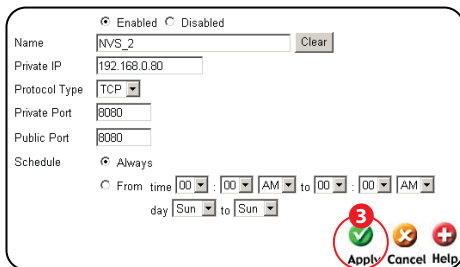 Enabled Disabled
Name NVS_2 Clear
Private IP 192.168.0.80
Protocol Type TCP
Private Port 8080
Public Port 8080
Schedule Always
From time 00 : 00 AM to 00 : 00 AM
day Sun to Sun
3
Apply Cancel Help